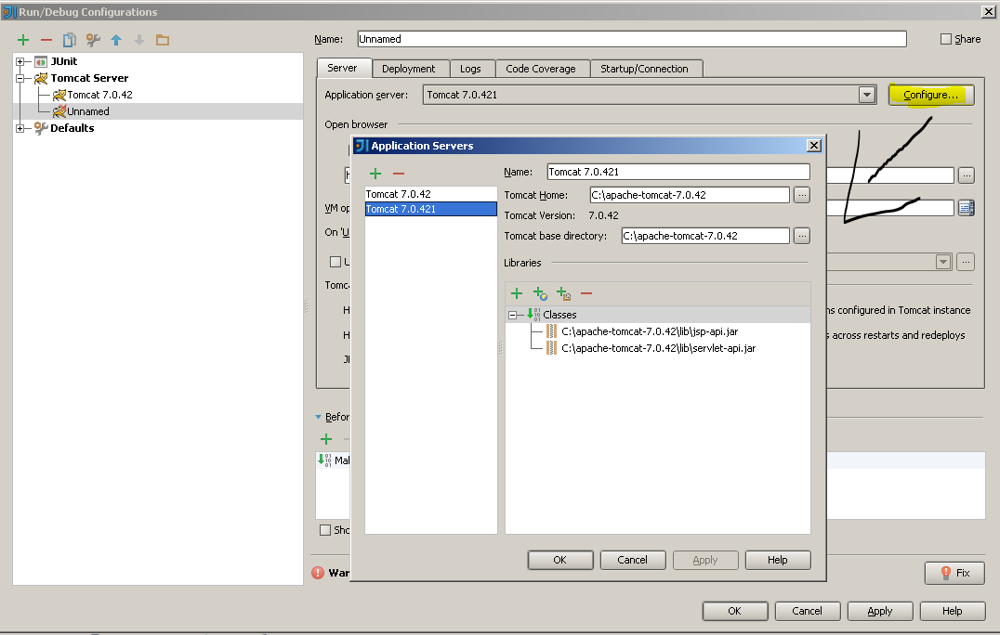 Run/Debug Configurations
Name: Unnamed Share
JUnit
Tomcat Server
Tomcat 7.0.42
Unnamed
Defaults
Server Deployment Logs Code Coverage Startup/Connection
Application server: Tomcat 7.0.421 Configure...
Open browser
Application Servers
Name: Tomcat 7.0.421
Tomcat 7.0.42
Tomcat 7.0.421
Tomcat Home: C:\apache-tomcat-7.0.42
Tomcat Version: 7.0.42
Tomcat base directory: C:\apache-tomcat-7.0.42
Libraries
Classes
C:\apache-tomcat-7.0.42\lib\jsp-api.jar
C:\apache-tomcat-7.0.42\lib\servlet-api.jar
OK Cancel Apply Help
VM op
On 'U
U
Tomc
H
ns configured in Tomcat instance
H
s across restarts and redeploys
Befor
Mal
Sho
War
Fix
OK Cancel Apply Help